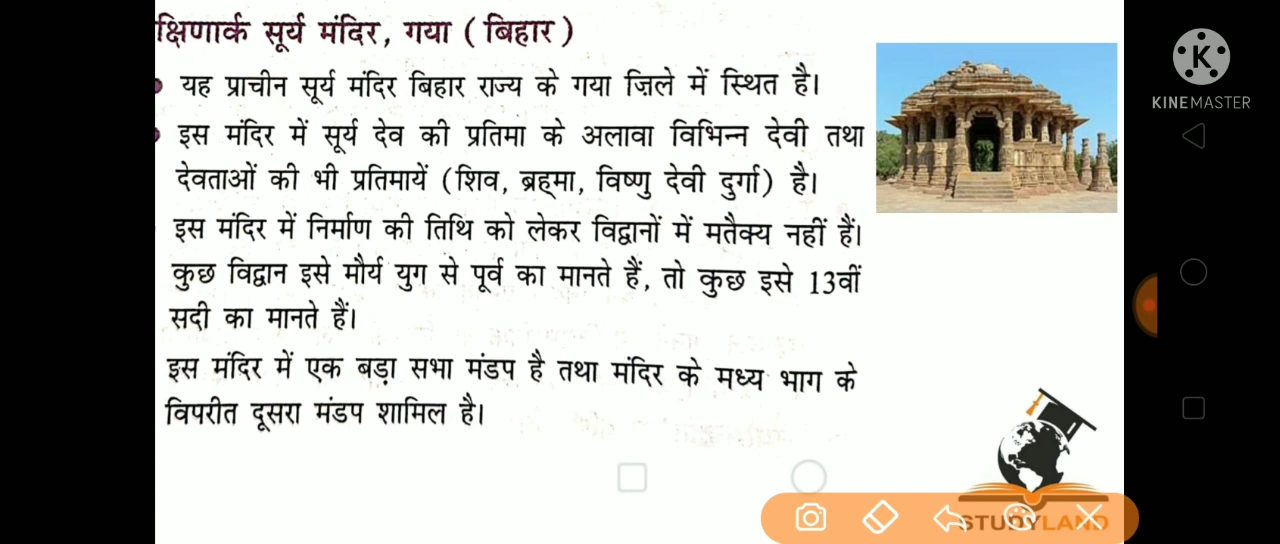 क्षिणार्क सूर्य मंदिर, गया ( बिहार )
यह प्राचीन सूर्य मंदिर बिहार राज्य के गया ज़िले में स्थित है।
इस मंदिर में सूर्य देव की प्रतिमा के अलावा विभिन्न देवी तथा
देवताओं की भी प्रतिमायें (शिव, ब्रह्मा, विष्णु देवी दुर्गा) है।
इस मंदिर में निर्माण की तिथि को लेकर विद्वानों में मतैक्य नहीं हैं।
कुछ विद्वान इसे मौर्य युग से पूर्व का मानते हैं, तो कुछ इसे 13वीं
सदी का मानते हैं।
इस मंदिर में एक बड़ा सभा मंडप है तथा मंदिर के मध्य भाग के
विपरीत दूसरा मंडप शामिल है।
K
KINEMASTER
STUDYLAND